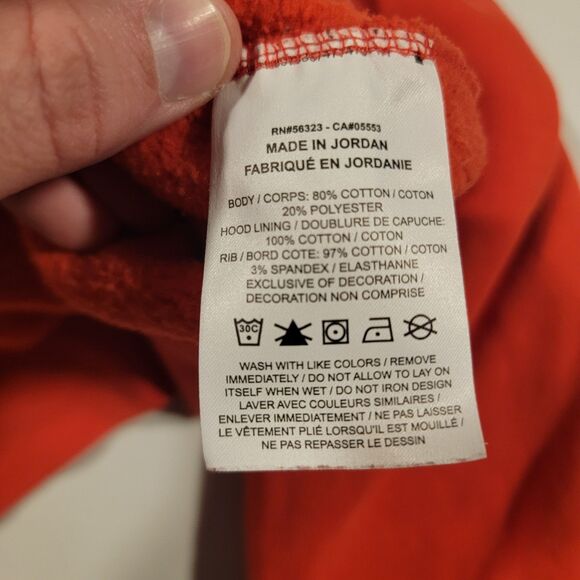 RN#56323 - CA#05553
MADE IN JORDAN
FABRIQUÉ EN JORDANIE
BODY / CORPS: 80% COTTON / COTON
20% POLYESTER
HOOD LINING / DOUBLURE DE CAPUCHE:
100% COTTON / COTON
RIB / BORD COTE: 97% COTTON / COTON
3% SPANDEX / ELASTHANNE
EXCLUSIVE OF DECORATION /
DECORATION NON COMPRISE
30C
WASH WITH LIKE COLORS / REMOVE
IMMEDIATELY / DO NOT ALLOW TO LAY ON
ITSELF WHEN WET / DO NOT IRON DESIGN
LAVER AVEC COULEURS SIMILAIRES /
ENLEVER IMMEDIATEMENT / NE PAS LAISSER
LE VÊTEMENT PLIÉ LORSQU'IL EST MOUILLÉ /
NE PAS REPASSER LE DESSIN